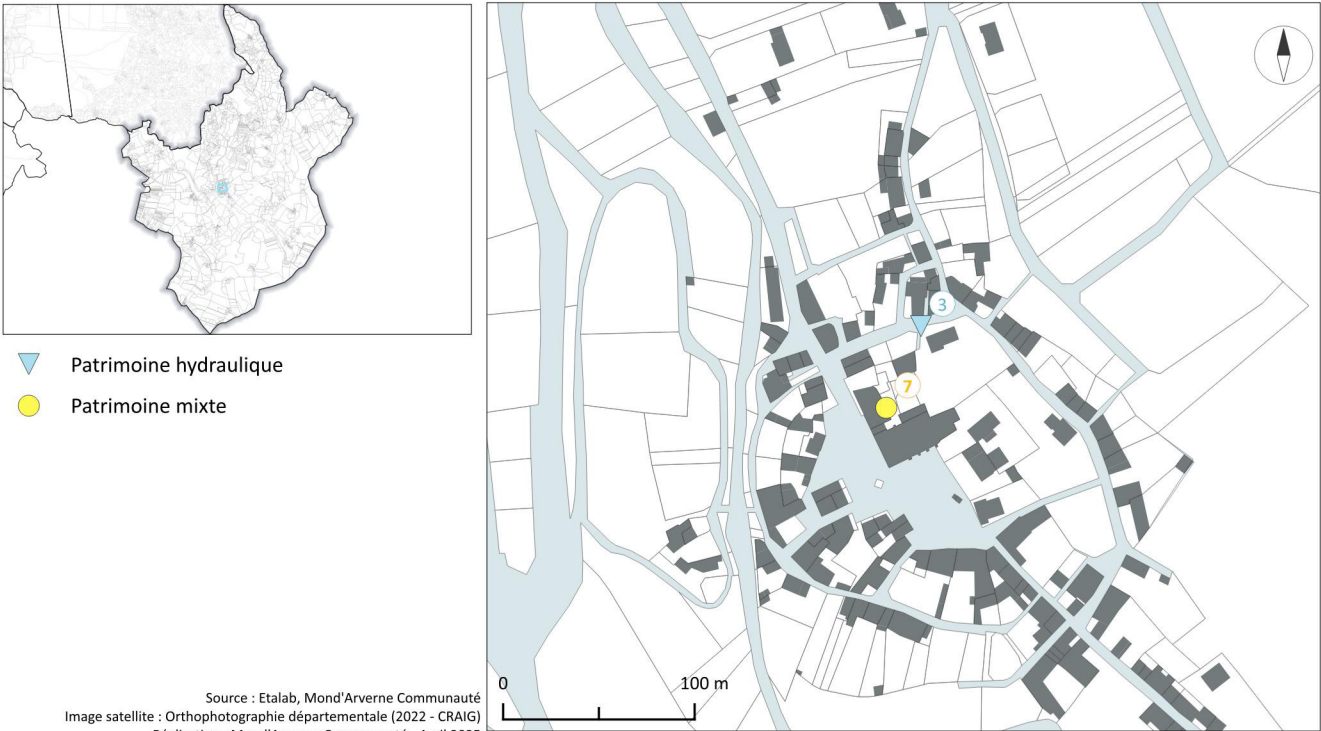 Patrimoine hydraulique
Patrimoine mixte
3
7
0
100 m
Source : Etalab, Mond'Arverne Communauté
Image satellite : Orthophotographie départementale (2022 - CRAIG)